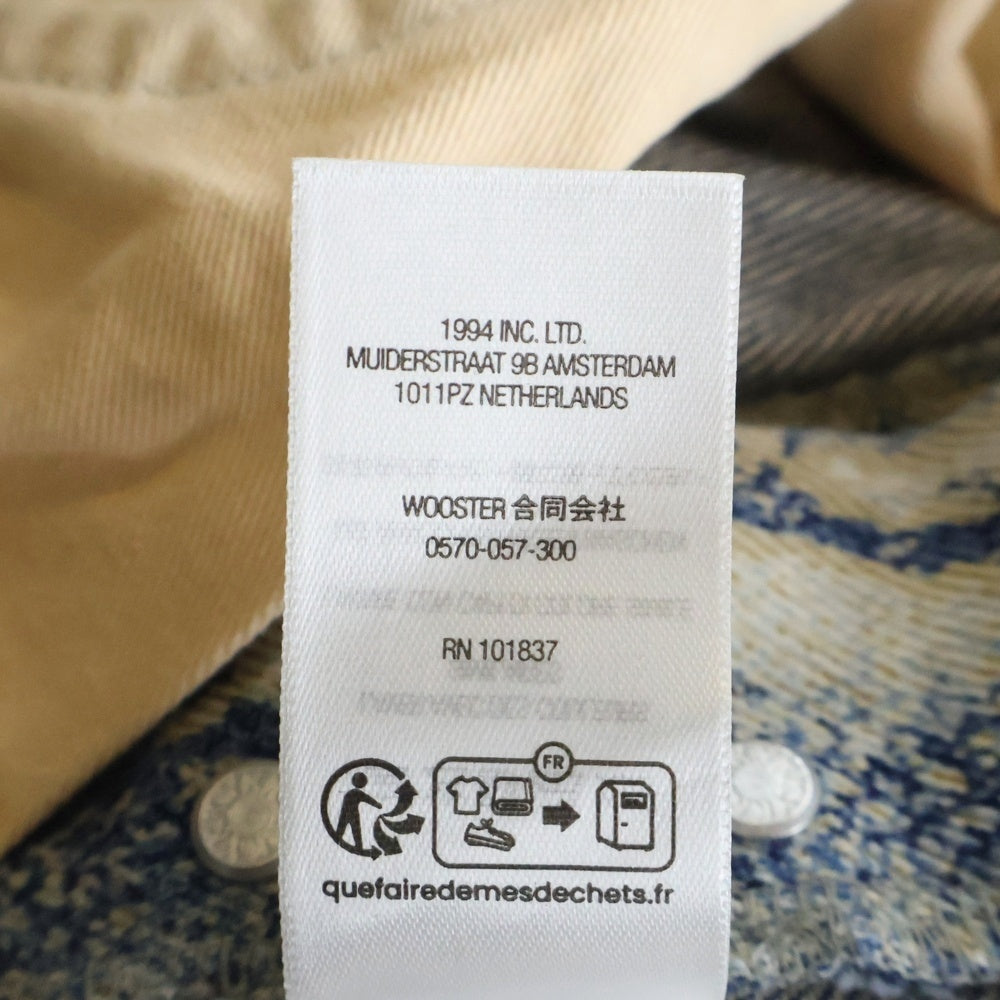 1994 INC. LTD.
MUIDERSTRAAT 9B AMSTERDAM
1011PZ NETHERLANDS
WOOSTER 合同会社
0570-057-300
RN 101837
FR
quefairedemesdechets.fr